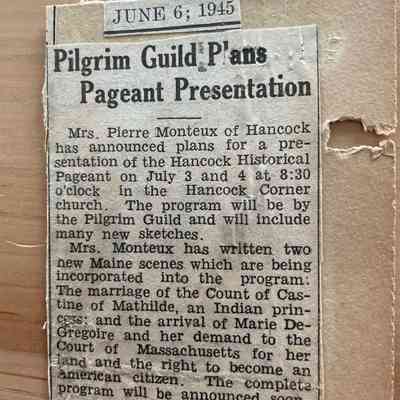 JUNE 6; 1945
Pilgrim Guild Plans
Pageant Presentation
Mrs. Pierre Monteux of Hancock
has announced plans for a pre-
sentation of the Hancock Historical
Pageant on July 3 and 4 at 8:30
o'clock in the Hancock Corner
church. The program will be by
the Pilgrim Guild and will include
many new sketches.
Mrs. Monteux has written two
new Maine scenes which are being
incorporated into the program:
The marriage of the Count of Cas-
tine of Mathilde, an Indian prin-
cess; and the arrival of Marie De-
Gregoire and her demand to the
Court of Massachusetts for her
land and the right to become an
American citizen. The complete
program will be announced soon.